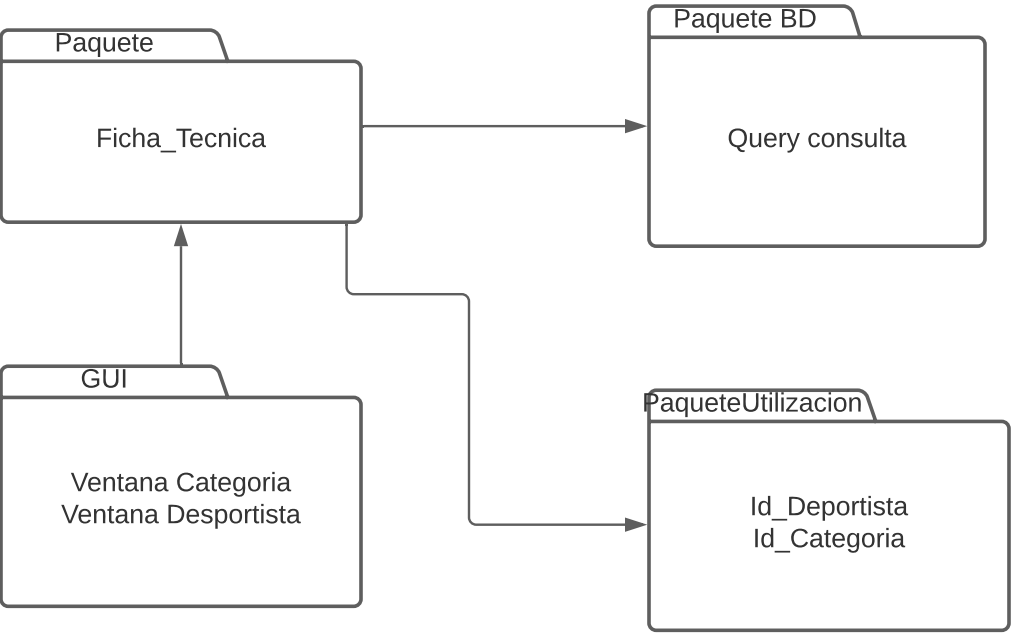 Paquete
Ficha_Tecnica
Paquete BD
Query consulta
GUI
Ventana Categoria
Ventana Desportista
PaqueteUtilizacion
Id_Deportista
Id_Categoria